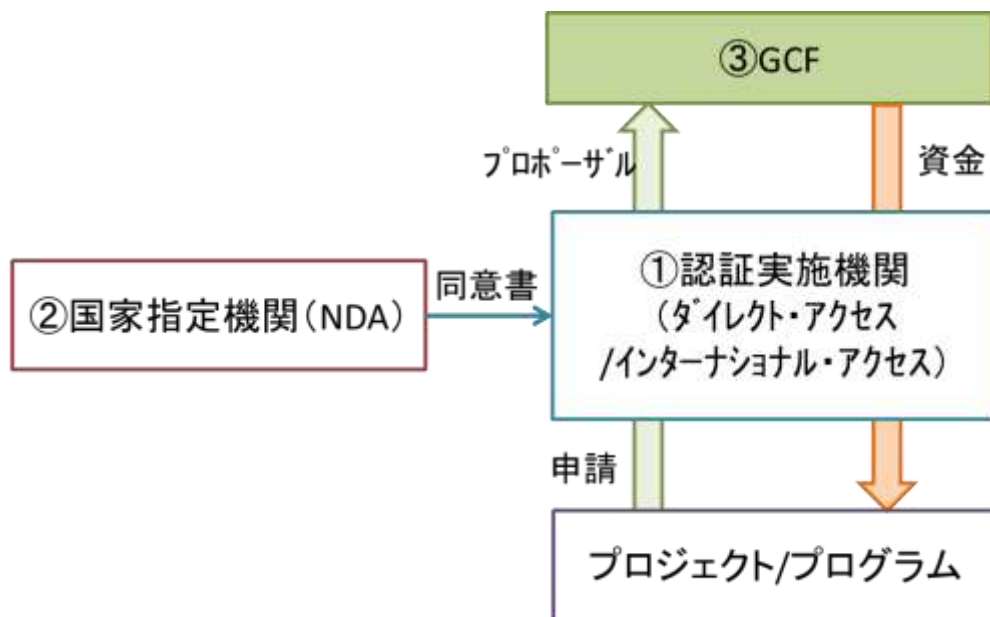 ③GCF
ﾌﾟﾛﾎﾟｰｻﾞﾙ
資金
①認証実施機関
（ﾀﾞｲﾚｸﾄ・ｱｸｾｽ
/ｲﾝﾀｰﾅｼｮﾅﾙ・ｱｸｾｽ）
②国家指定機関（NDA）
同意書
申請
プロジェクト/プログラム